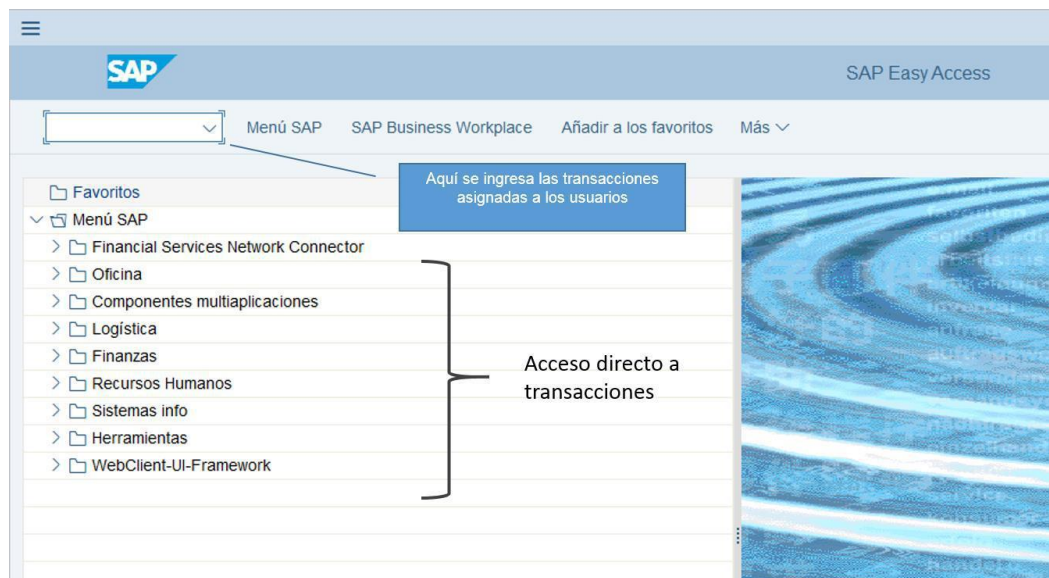 SAP
SAP Easy Access
Menú SAP SAP Business Workplace Añadir a los favoritos Más
Aquí se ingresa las transacciones
asignadas a los usuarios
Favoritos
Menú SAP
Financial Services Network Connector
Oficina
Componentes multiaplicaciones
Logística
Finanzas
Recursos Humanos
Sistemas info
Herramientas
WebClient-UI-Framework
Acceso directo a
transacciones